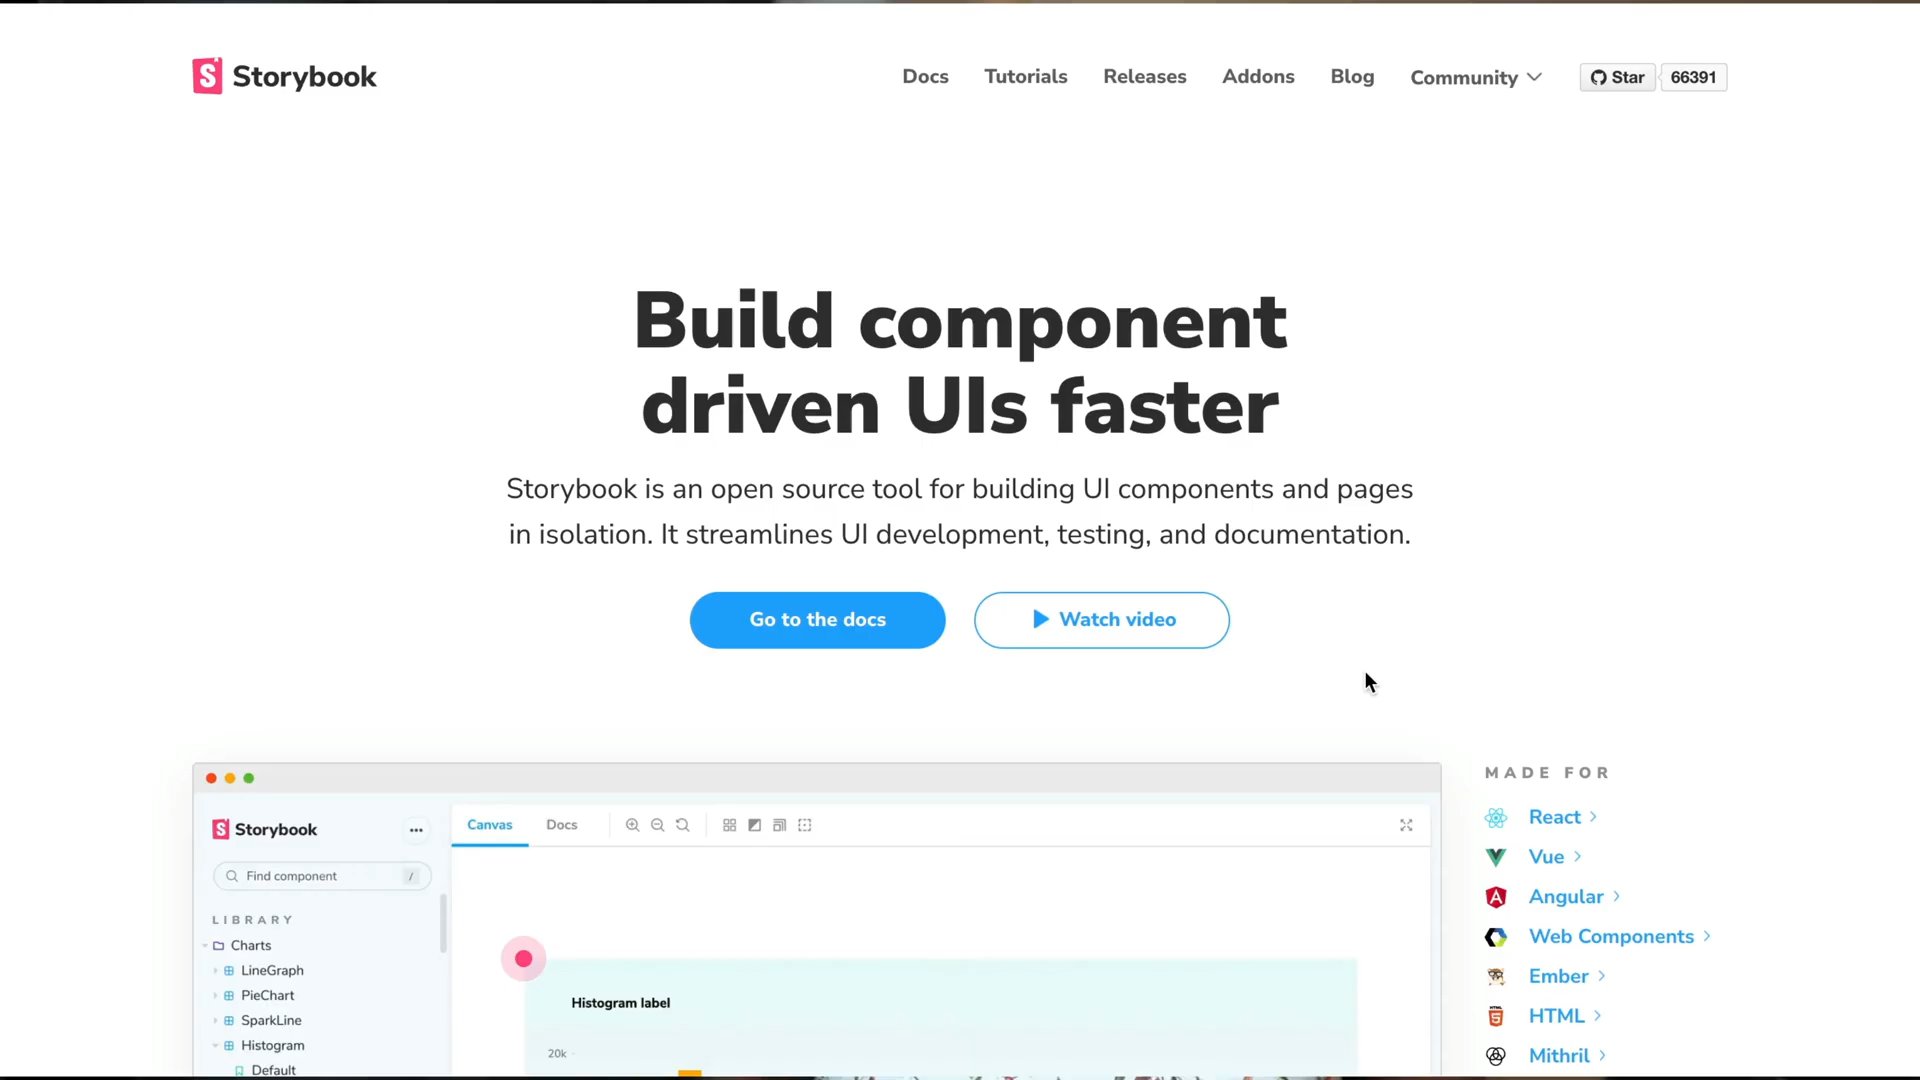 Storybook
Docs Tutorials Releases Addons Blog Community Star 66391
Build component
driven UIs faster
Storybook is an open source tool for building UI components and pages
in isolation. It streamlines UI development, testing, and documentation.
Go to the docs
Watch video
Storybook
Find component /
LIBRARY
Charts
LineGraph
PieChart
SparkLine
Histogram
Default
Canvas Docs
Histogram label
20k
MADE FOR
React
Vue
Angular
Web Components
Ember
HTML
Mithril